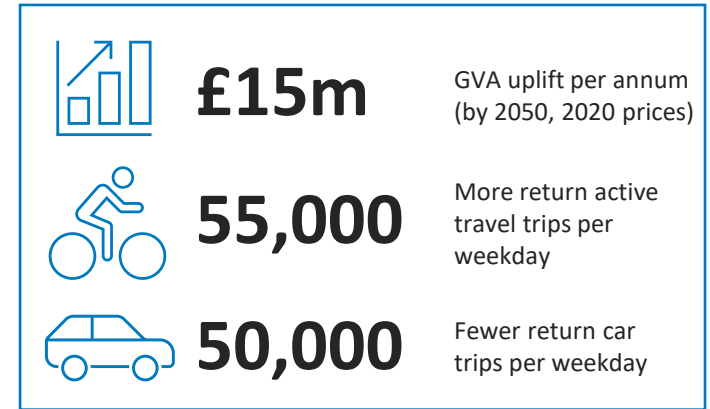 £15m
GVA uplift per annum
(by 2050, 2020 prices)
55,000
More return active
travel trips per
weekday
50,000
Fewer return car
trips per weekday